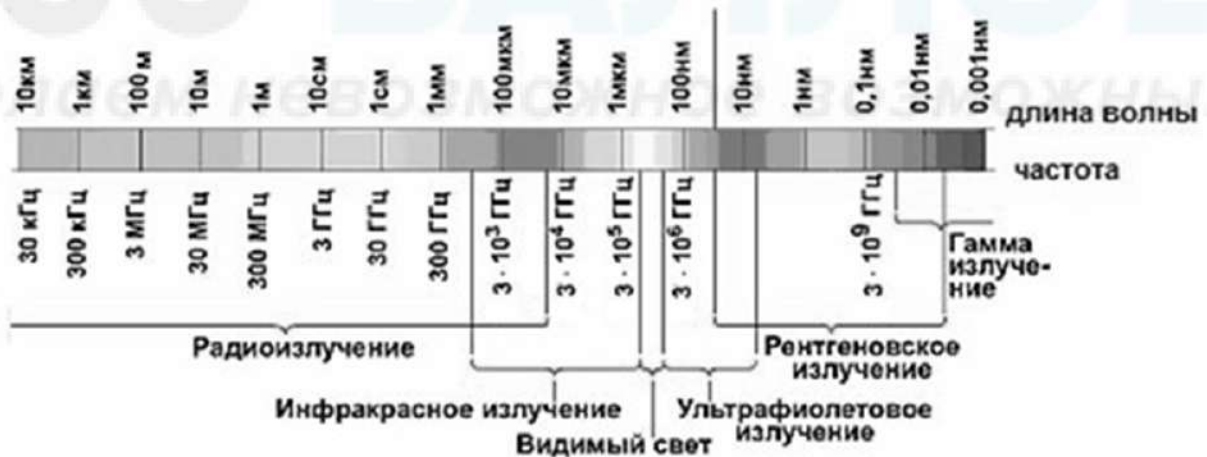 10км 1км 100м 10м 1м 10см 1см 1мм 100мкм 10мкм 1мкм 100нм 10нм 1нм 0,1нм 0,01нм 0,001нм
длина волны
частота
30 кГц 300 кГц 3 МГц 30 МГц 300 МГц 3 ГГц 30 ГГц 300 ГГц 3 · 10³ ГГц 3 · 10⁴ ГГц 3 · 10⁵ ГГц 3 · 10⁶ ГГц 3 · 10⁹ ГГц
Гамма
излуче-
ние
Радиоизлучение
Рентгеновское
излучение
Инфракрасное излучение
Ультрафиолетовое
излучение
Видимый свет
невозможное возможны